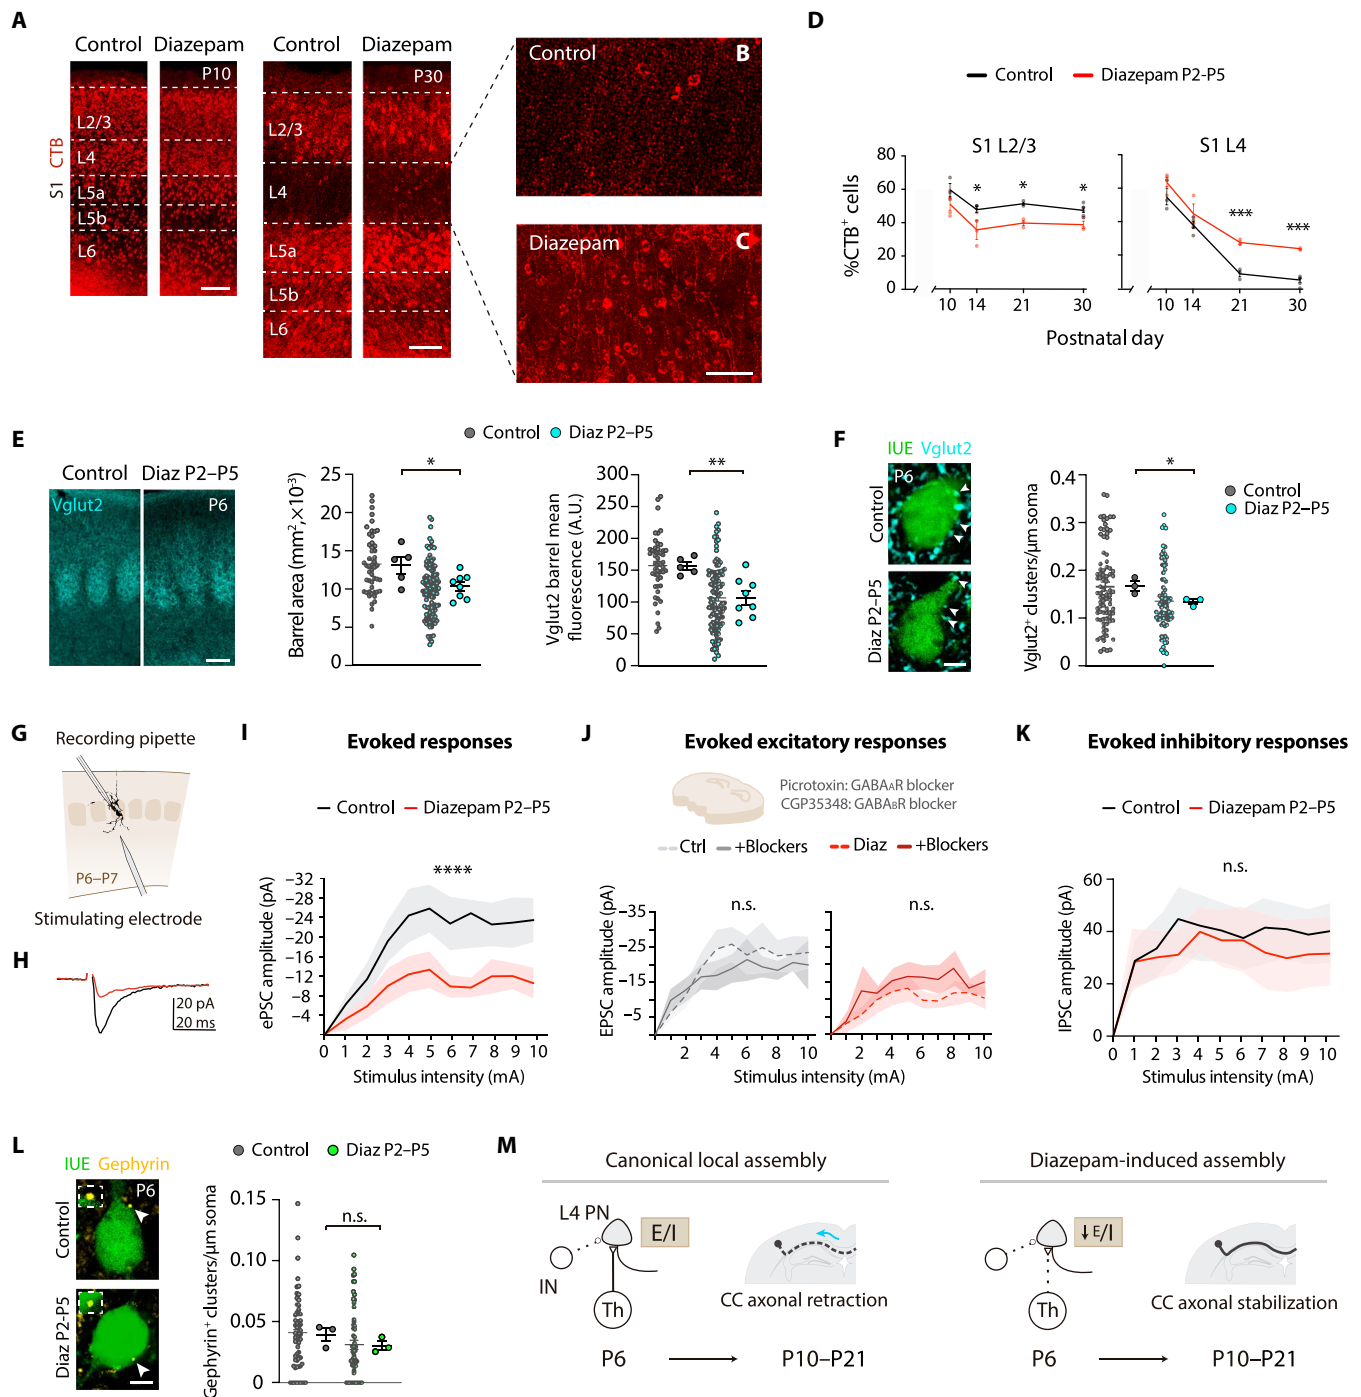 A
Control Diazepam Control Diazepam
S1 CTB
P10
L2/3
L4
L5a
L5b
L6
P30
L2/3
L4
L5a
L5b
L6
Control
B
Diazepam
C
D
Control Diazepam P2-P5
S1 L2/3
S1 L4
%CTB+ cells
80
60
40
20
0
* * *
*** ***
10 14 21 30
10 14 21 30
Postnatal day
E
Control Diaz P2–P5
Control Diaz P2–P5
Vglut2 P6
Barrel area (mm2,×10-3)
25
20
15
10
5
0
*
Vglut2 barrel mean
fluorescence (A.U.)
300
250
200
150
100
50
0
**
F
IUE Vglut2
P6
Control
Diaz P2–P5
Vglut2+ clusters/μm soma
0.4
0.3
0.2
0.1
0
*
Control
Diaz P2–P5
G
Recording pipette
P6–P7
Stimulating electrode
H
20 pA
20 ms
I
Evoked responses
Control Diazepam P2–P5
****
ePSC amplitude (pA)
−32
−28
−24
−20
−16
−12
−8
−4
0 1 2 3 4 5 6 7 8 9 10
Stimulus intensity (mA)
J
Evoked excitatory responses
Picrotoxin: GABAAR blocker
CGP35348: GABABR blocker
Ctrl +Blockers Diaz +Blockers
n.s. n.s.
EPSC amplitude (pA)
−35
−25
−15
−5
2 4 6 8 10
2 4 6 8 10
Stimulus intensity (mA)
K
Evoked inhibitory responses
Control Diazepam P2–P5
n.s.
IPSC amplitude (pA)
60
40
20
0
0 1 2 3 4 5 6 7 8 9 10
Stimulus intensity (mA)
L
IUE Gephyrin
P6
Control
Diaz P2–P5
Control Diaz P2–P5
Gephyrin+ clusters/μm soma
0.15
0.10
0.05
0
n.s.
M
Canonical local assembly
L4 PN
E/I
IN
Th
CC axonal retraction
P6 P10–P21
Diazepam-induced assembly
↓ E/I
Th
CC axonal stabilization
P6 P10–P21